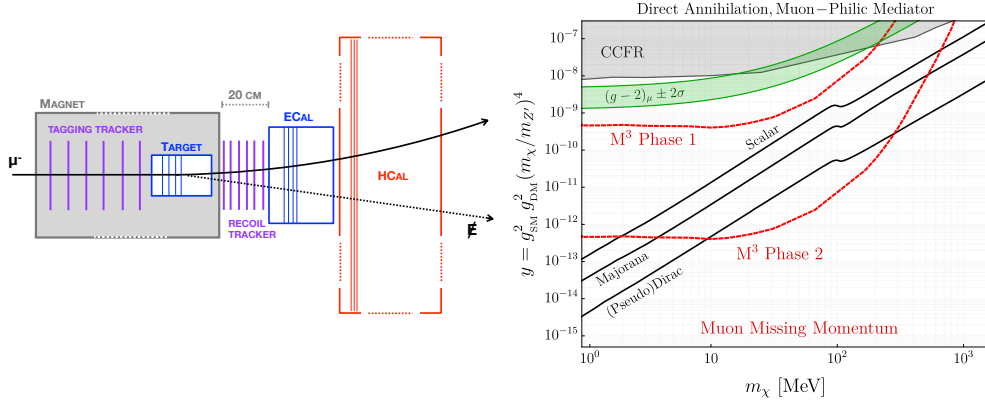 MAGNET
TAGGING TRACKER
TARGET
μ-
20 CM
ECAL
RECOIL
TRACKER
HCAL
E̸
Direct Annihilation, Muon−Philic Mediator
CCFR
(g − 2)μ ± 2σ
M³ Phase 1
Scalar
M³ Phase 2
Majorana
(Pseudo)Dirac
Muon Missing Momentum
y = g²SM g²DM (mχ/mZ′)⁴
10⁻⁷
10⁻⁸
10⁻⁹
10⁻¹⁰
10⁻¹¹
10⁻¹²
10⁻¹³
10⁻¹⁴
10⁻¹⁵
10⁰ 10 10² 10³
mχ [MeV]